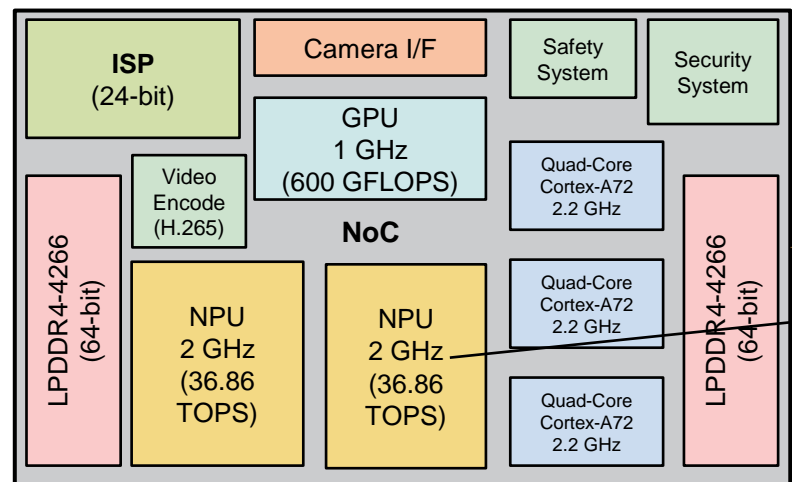 ISP
(24-bit)
Camera I/F
Safety
System
Security
System
GPU
1 GHz
(600 GFLOPS)
Video
Encode
(H.265)
Quad-Core
Cortex-A72
2.2 GHz
NoC
LPDDR4-4266
(64-bit)
NPU
2 GHz
(36.86
TOPS)
NPU
2 GHz
(36.86
TOPS)
Quad-Core
Cortex-A72
2.2 GHz
Quad-Core
Cortex-A72
2.2 GHz
LPDDR4-4266
(64-bit)